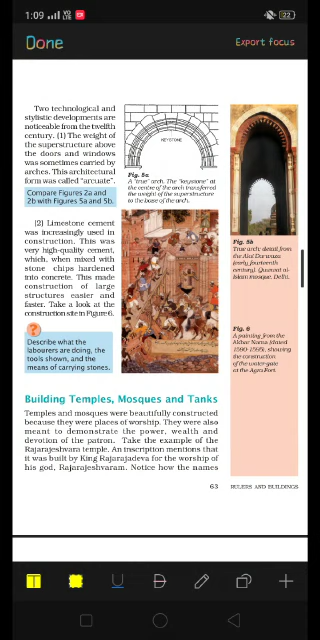 1:09
22
Done
Export focus
Two technological and
stylistic developments are
noticeable from the twelfth
century. (1) The weight of
the superstructure above
the doors and windows
was sometimes carried by
arches. This architectural
form was called "arcuate".
Compare Figures 2a and
2b with Figures 5a and 5b.
KEYSTONE
Fig. 5a
A "true" arch. The "keystone" at
the centre of the arch transferred
the weight of the superstructure
to the base of the arch.
(2) Limestone cement
was increasingly used in
construction. This was
very high-quality cement,
which, when mixed with
stone chips hardened
into concrete. This made
construction of large
structures easier and
faster. Take a look at the
construction site in Figure 6.
?
Describe what the
labourers are doing, the
tools shown, and the
means of carrying stones.
Fig. 5b
True arch: detail from
the Alai Darwaza
(early fourteenth
century). Quwwat al-
Islam mosque, Delhi.
Fig. 6
A painting from the
Akbar Nama (dated
1590-1595), showing
the construction
of the water-gate
at the Agra Fort.
Building Temples, Mosques and Tanks
Temples and mosques were beautifully constructed
because they were places of worship. They were also
meant to demonstrate the power, wealth and
devotion of the patron. Take the example of the
Rajarajeshvara temple. An inscription mentions that
it was built by King Rajarajadeva for the worship of
his god, Rajarajeshvaram. Notice how the names
63 RULERS AND BUILDINGS